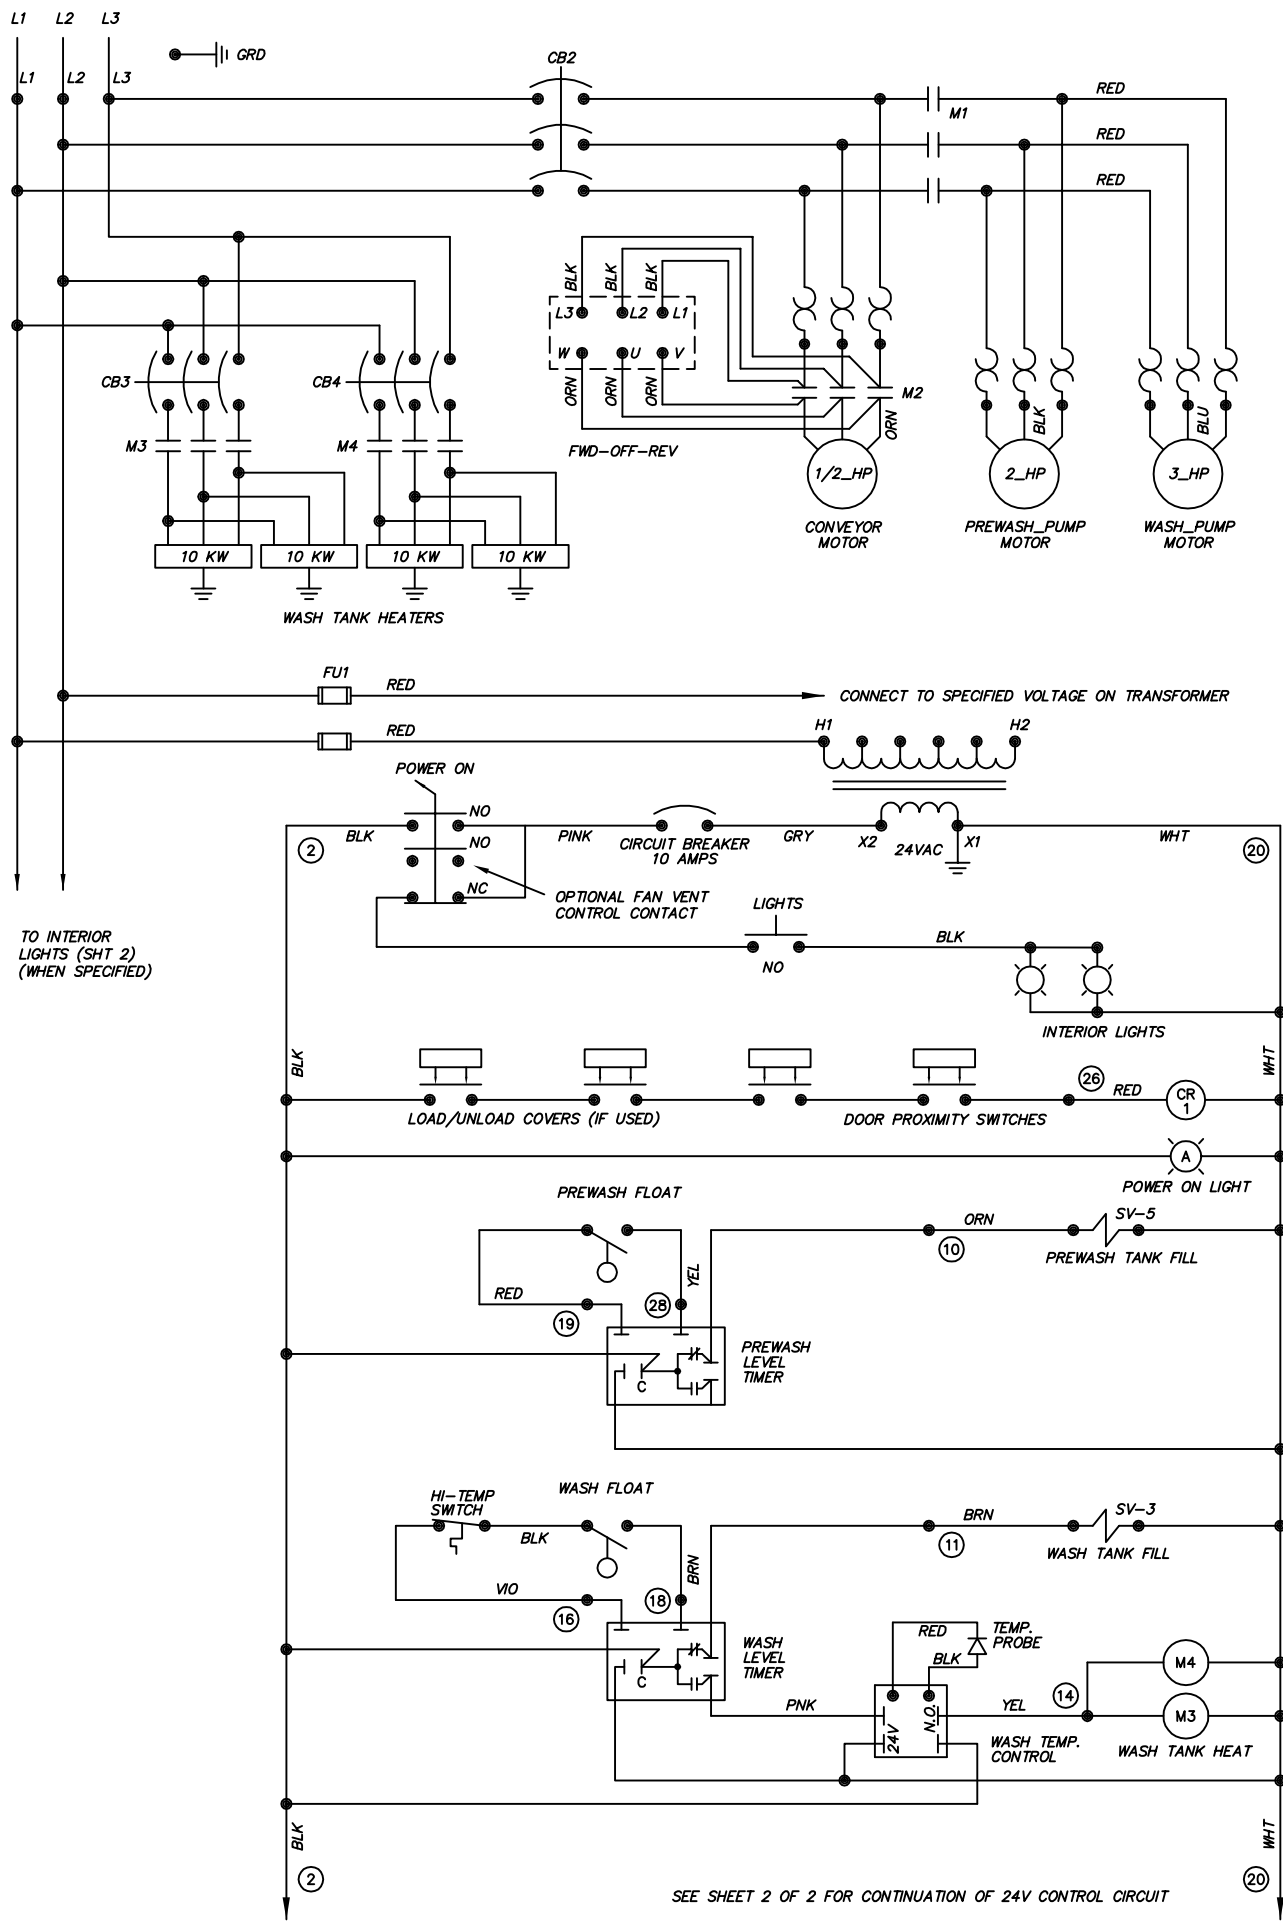 L1 L2 L3
GRD
L1 L2 L3
CB2
RED
M1
RED
RED
BLK BLK BLK
L3 L2 L1
W U V
ORN ORN ORN
FWD-OFF-REV
M2
ORN
BLK
BLU
CB3
CB4
M3
M4
1/2_HP
2_HP
3_HP
CONVEYOR
MOTOR
PREWASH_PUMP
MOTOR
WASH_PUMP
MOTOR
10 KW 10 KW 10 KW 10 KW
WASH TANK HEATERS
FU1
RED
CONNECT TO SPECIFIED VOLTAGE ON TRANSFORMER
RED
H1 H2
POWER ON
NO
BLK
PINK
CIRCUIT BREAKER
10 AMPS
GRY
X2
24VAC
X1
WHT
2
NO
20
NC
OPTIONAL FAN VENT
CONTROL CONTACT
LIGHTS
NO
BLK
TO INTERIOR
LIGHTS (SHT 2)
(WHEN SPECIFIED)
INTERIOR LIGHTS
BLK
WHT
26
RED
CR
1
LOAD/UNLOAD COVERS (IF USED)
DOOR PROXIMITY SWITCHES
A
POWER ON LIGHT
PREWASH FLOAT
ORN
SV-5
10
PREWASH TANK FILL
YEL
RED
19
28
PREWASH
LEVEL
TIMER
C
HI-TEMP
SWITCH
WASH FLOAT
BLK
BRN
SV-3
11
WASH TANK FILL
BRN
VIO
16
18
WASH
LEVEL
TIMER
C
RED
TEMP.
PROBE
BLK
M4
PNK
24V
N.O.
YEL
14
M3
WASH TEMP.
CONTROL
WASH TANK HEAT
BLK
WHT
2
20
SEE SHEET 2 OF 2 FOR CONTINUATION OF 24V CONTROL CIRCUIT